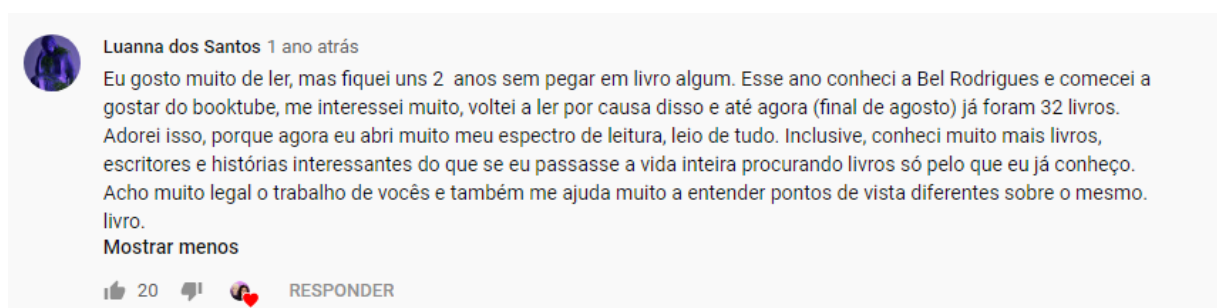 Luanna dos Santos 1 ano atrás
Eu gosto muito de ler, mas fiquei uns 2 anos sem pegar em livro algum. Esse ano conheci a Bel Rodrigues e comecei a
gostar do booktube, me interessei muito, voltei a ler por causa disso e até agora (final de agosto) já foram 32 livros.
Adorei isso, porque agora eu abri muito meu espectro de leitura, leio de tudo. Inclusive, conheci muito mais livros,
escritores e histórias interessantes do que se eu passasse a vida inteira procurando livros só pelo que eu já conheço.
Acho muito legal o trabalho de vocês e também me ajuda muito a entender pontos de vista diferentes sobre o mesmo.
livro.
Mostrar menos
20 RESPONDER